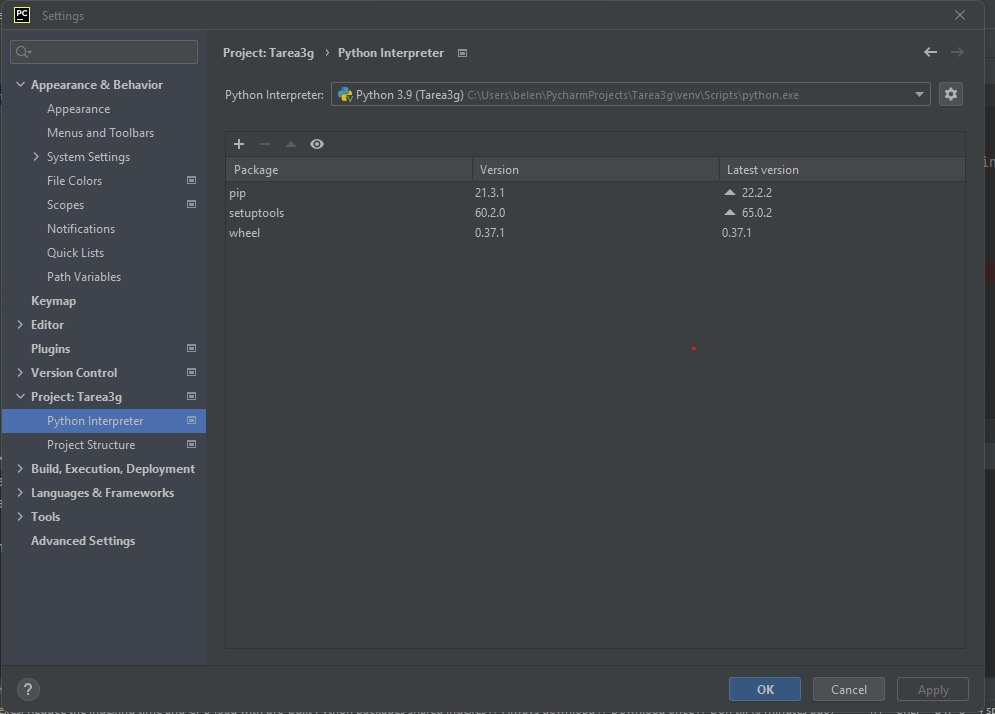 PC Settings
Project: Tarea3g › Python Interpreter
Python Interpreter: Python 3.9 (Tarea3g) C:\Users\belen\PycharmProjects\Tarea3g\venv\Scripts\python.exe
Appearance & Behavior
Appearance
Menus and Toolbars
System Settings
File Colors
Scopes
Notifications
Quick Lists
Path Variables
Keymap
Editor
Plugins
Version Control
Project: Tarea3g
Python Interpreter
Project Structure
Build, Execution, Deployment
Languages & Frameworks
Tools
Advanced Settings
Package Version Latest version
pip 21.3.1 22.2.2
setuptools 60.2.0 65.0.2
wheel 0.37.1 0.37.1
? OK Cancel Apply